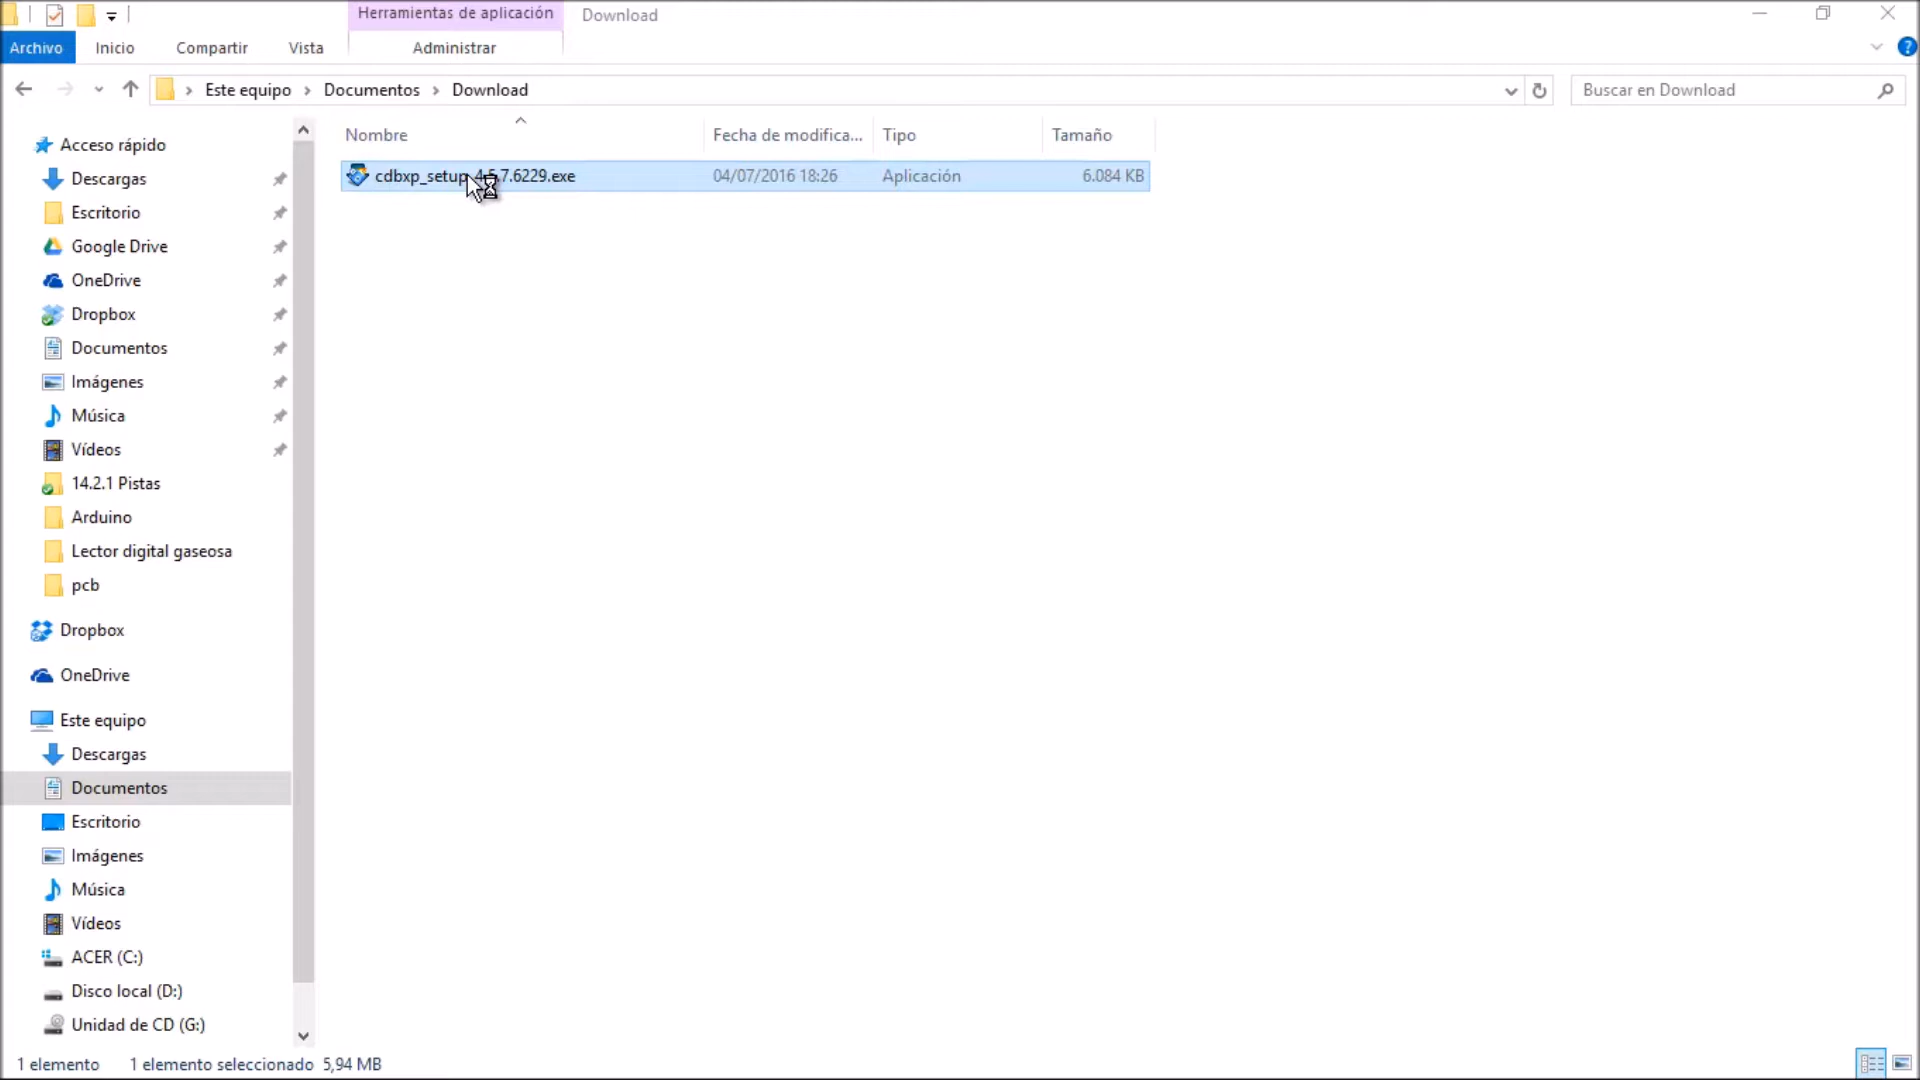 Herramientas de aplicación Download
Archivo Inicio Compartir Vista Administrar
Este equipo Documentos Download Buscar en Download
Nombre Fecha de modifica... Tipo Tamaño
cdbxp_setup_4.5.7.6229.exe 04/07/2016 18:26 Aplicación 6.084 KB
Acceso rápido
Descargas
Escritorio
Google Drive
OneDrive
Dropbox
Documentos
Imágenes
Música
Vídeos
14.2.1 Pistas
Arduino
Lector digital gaseosa
pcb
Dropbox
OneDrive
Este equipo
Descargas
Documentos
Escritorio
Imágenes
Música
Vídeos
ACER (C:)
Disco local (D:)
Unidad de CD (G:)
1 elemento 1 elemento seleccionado 5,94 MB